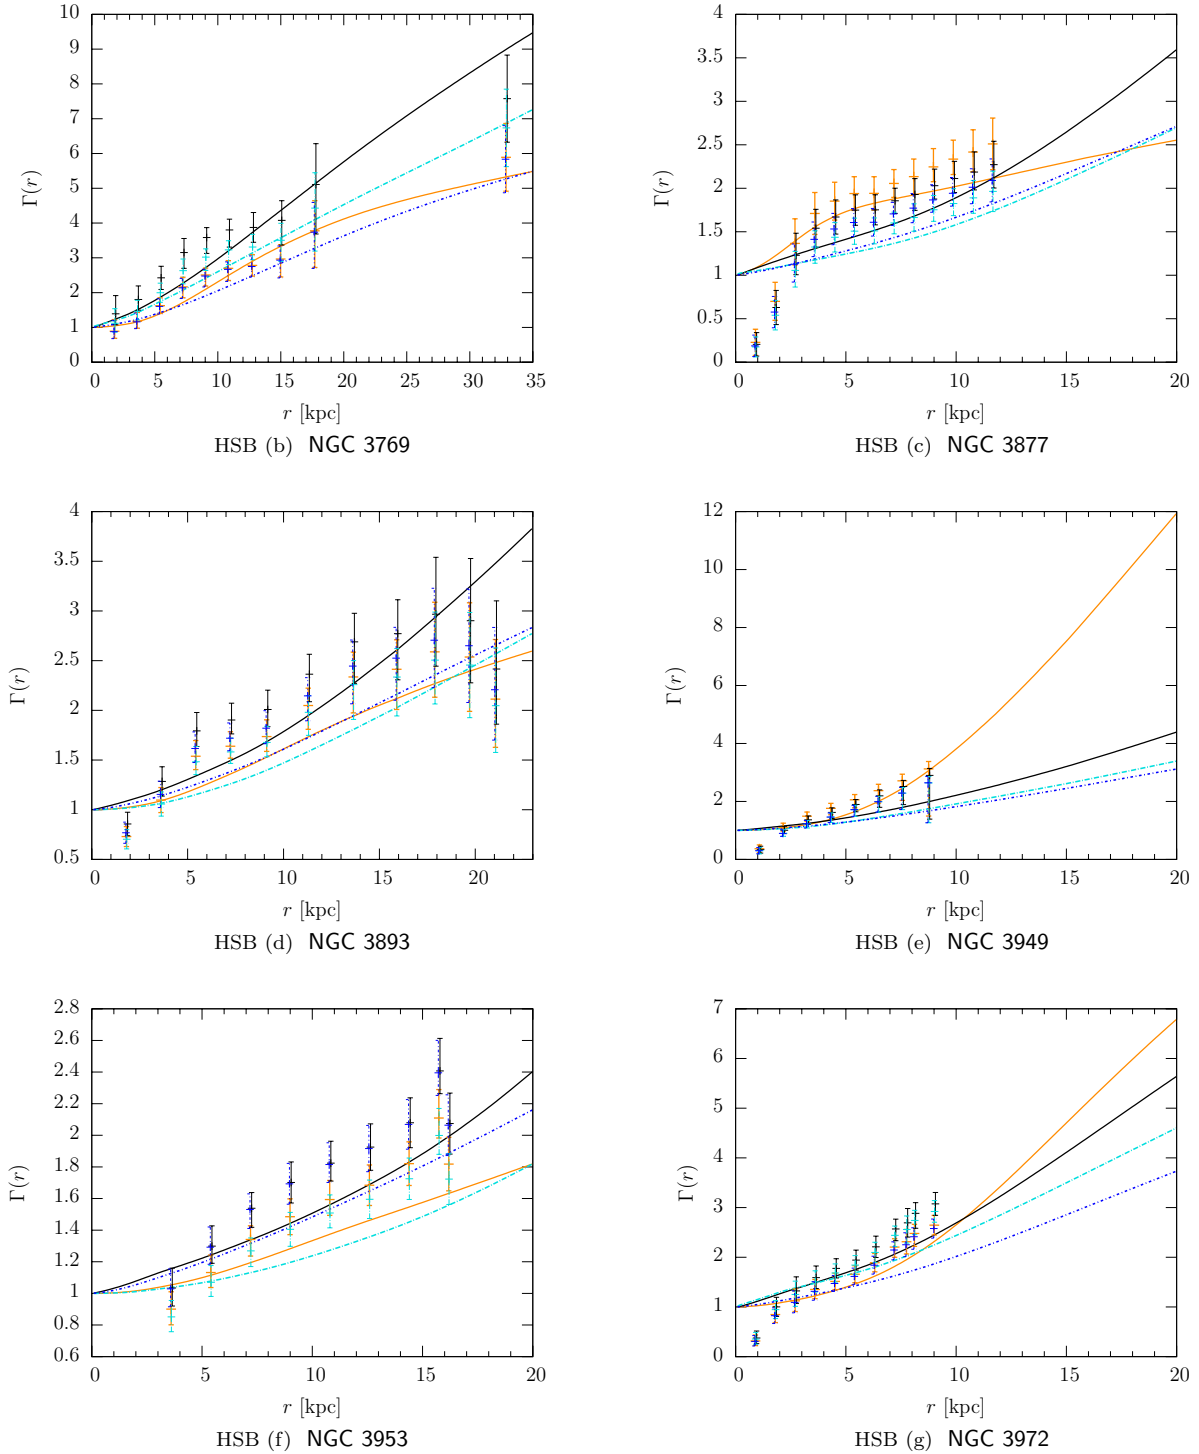 10
9
8
7
6
5
4
3
2
1
0
Γ(r)
0 5 10 15 20 25 30 35
r [kpc]
HSB (b) NGC 3769
4
3.5
3
2.5
2
1.5
1
0.5
0
Γ(r)
0 5 10 15 20
r [kpc]
HSB (c) NGC 3877
4
3.5
3
2.5
2
1.5
1
0.5
Γ(r)
0 5 10 15 20
r [kpc]
HSB (d) NGC 3893
12
10
8
6
4
2
0
Γ(r)
0 5 10 15 20
r [kpc]
HSB (e) NGC 3949
2.8
2.6
2.4
2.2
2
1.8
1.6
1.4
1.2
1
0.8
0.6
Γ(r)
0 5 10 15 20
r [kpc]
HSB (f) NGC 3953
7
6
5
4
3
2
1
0
Γ(r)
0 5 10 15 20
r [kpc]
HSB (g) NGC 3972